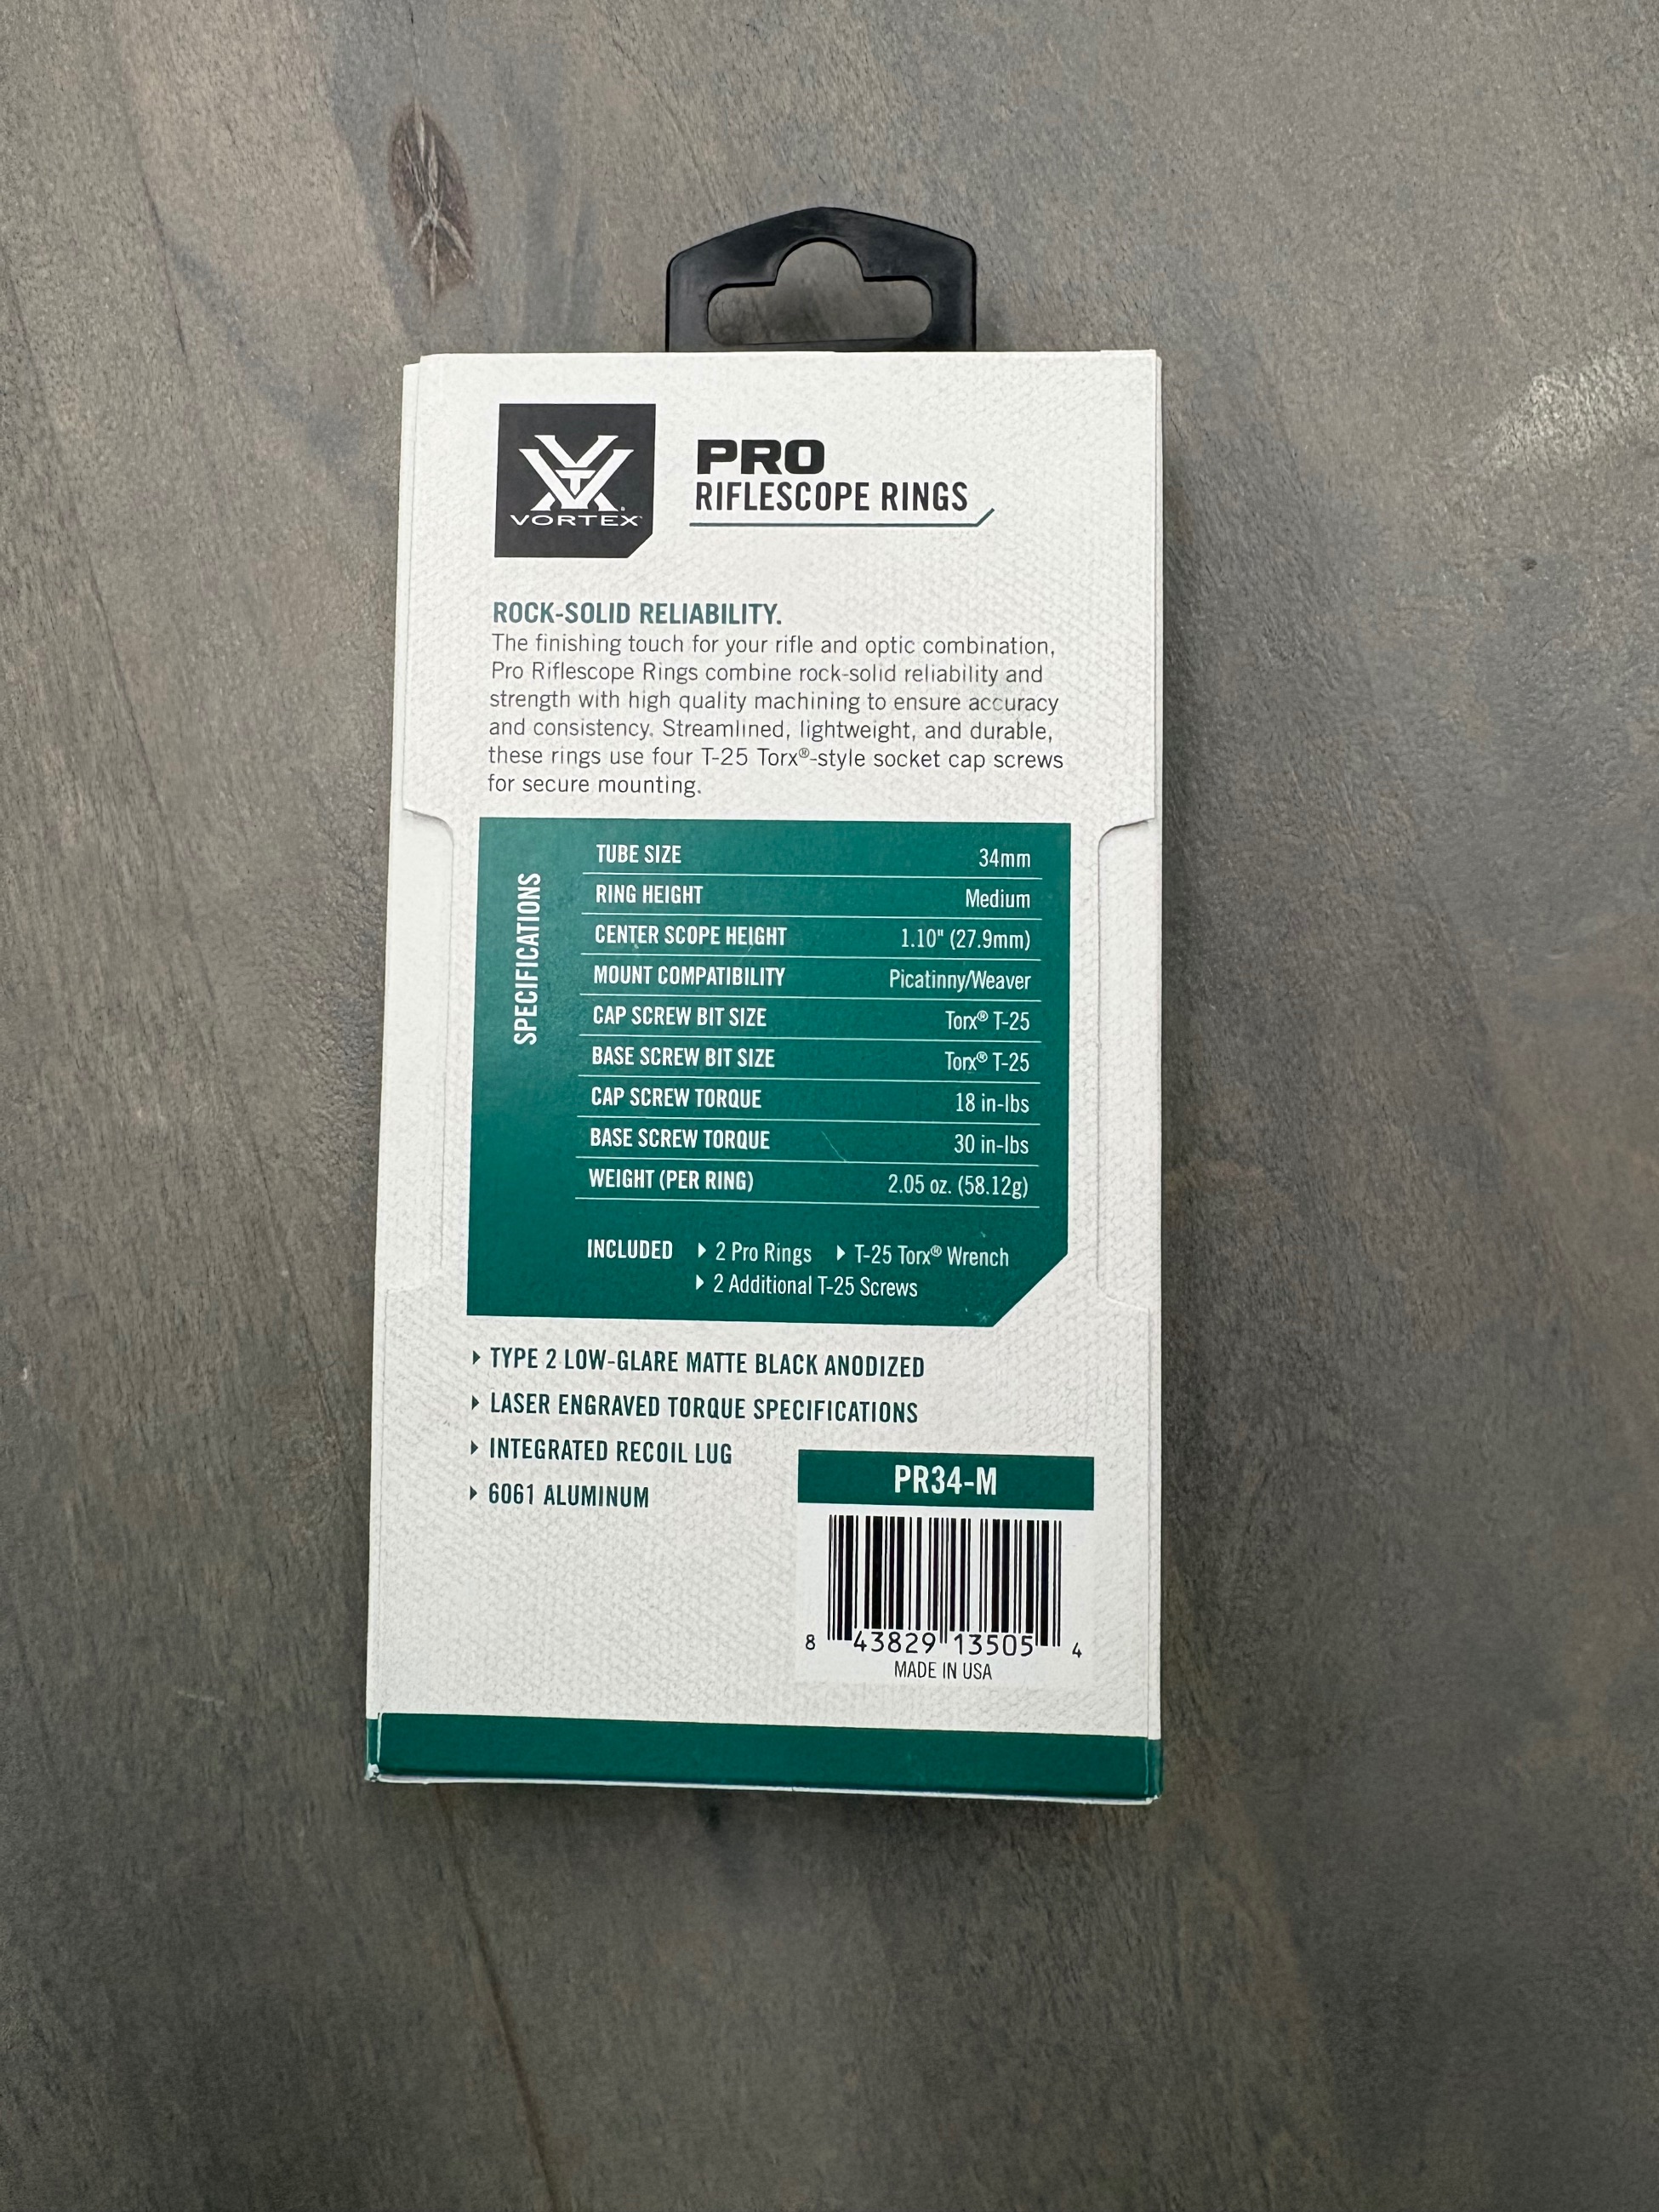 VORTEX
PRO
RIFLESCOPE RINGS
ROCK-SOLID RELIABILITY.
The finishing touch for your rifle and optic combination,
Pro Riflescope Rings combine rock-solid reliability and
strength with high quality machining to ensure accuracy
and consistency. Streamlined, lightweight, and durable,
these rings use four T-25 Torx®-style socket cap screws
for secure mounting.
SPECIFICATIONS
TUBE SIZE 34mm
RING HEIGHT Medium
CENTER SCOPE HEIGHT 1.10" (27.9mm)
MOUNT COMPATIBILITY Picatinny/Weaver
CAP SCREW BIT SIZE Torx® T-25
BASE SCREW BIT SIZE Torx® T-25
CAP SCREW TORQUE 18 in-lbs
BASE SCREW TORQUE 30 in-lbs
WEIGHT (PER RING) 2.05 oz. (58.12g)
INCLUDED ▸ 2 Pro Rings ▸ T-25 Torx® Wrench
▸ 2 Additional T-25 Screws
▸ TYPE 2 LOW-GLARE MATTE BLACK ANODIZED
▸ LASER ENGRAVED TORQUE SPECIFICATIONS
▸ INTEGRATED RECOIL LUG
▸ 6061 ALUMINUM
PR34-M
8 43829 13505 4
MADE IN USA